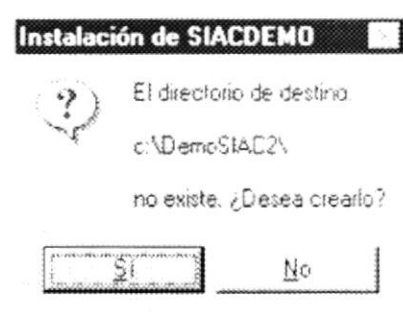 Instalación de SIACDEMO
El directorio de destino:
c:\DemoSIAC2\
no existe. ¿Desea crearlo?
Sí
No